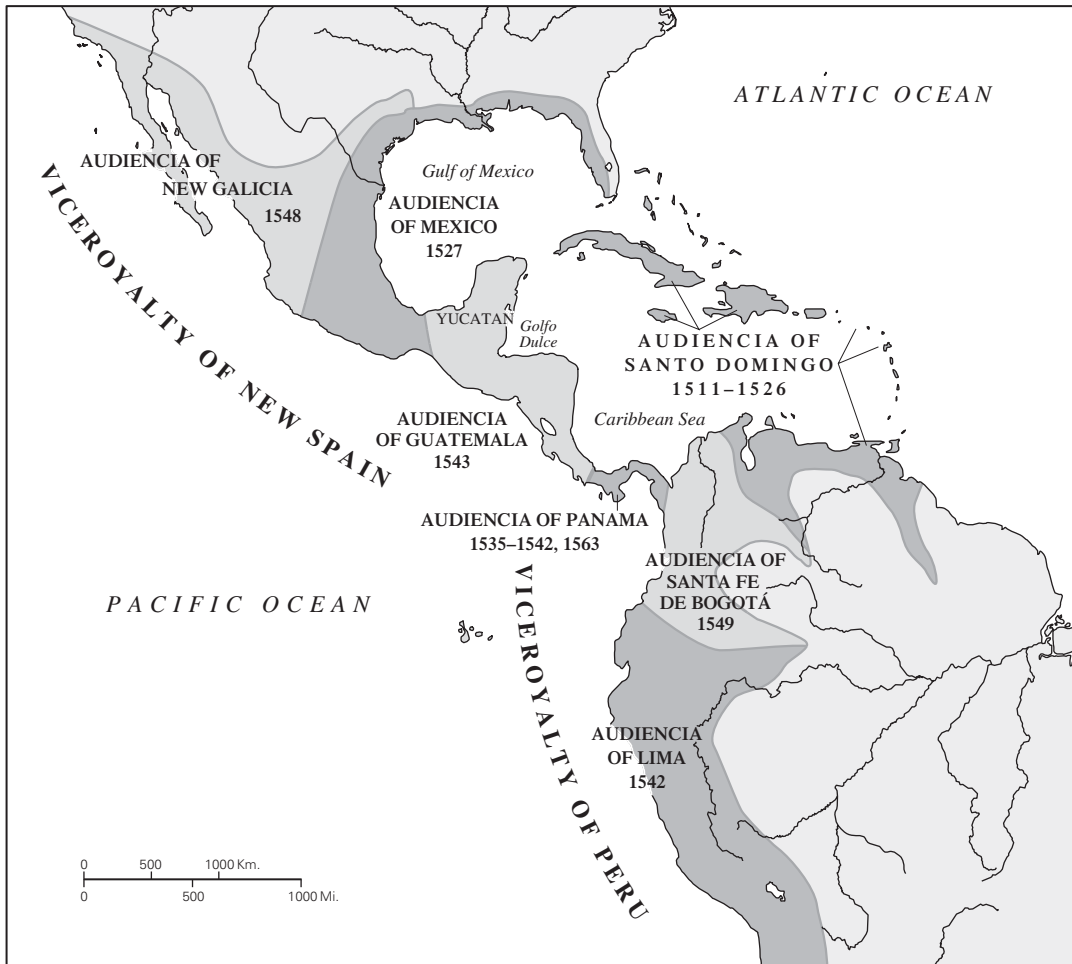 ATLANTIC OCEAN
Gulf of Mexico
AUDIENCIA OF
NEW GALICIA
1548
AUDIENCIA
OF MEXICO
1527
VICEROYALTY OF NEW SPAIN
YUCATAN
Golfo
Dulce
AUDIENCIA OF
SANTO DOMINGO
1511–1526
Caribbean Sea
AUDIENCIA
OF GUATEMALA
1543
AUDIENCIA OF PANAMA
1535–1542, 1563
AUDIENCIA OF
SANTA FE
DE BOGOTÁ
1549
PACIFIC OCEAN
VICEROYALTY OF PERU
AUDIENCIA
OF LIMA
1542
0 500 1000 Km.
0 500 1000 Mi.